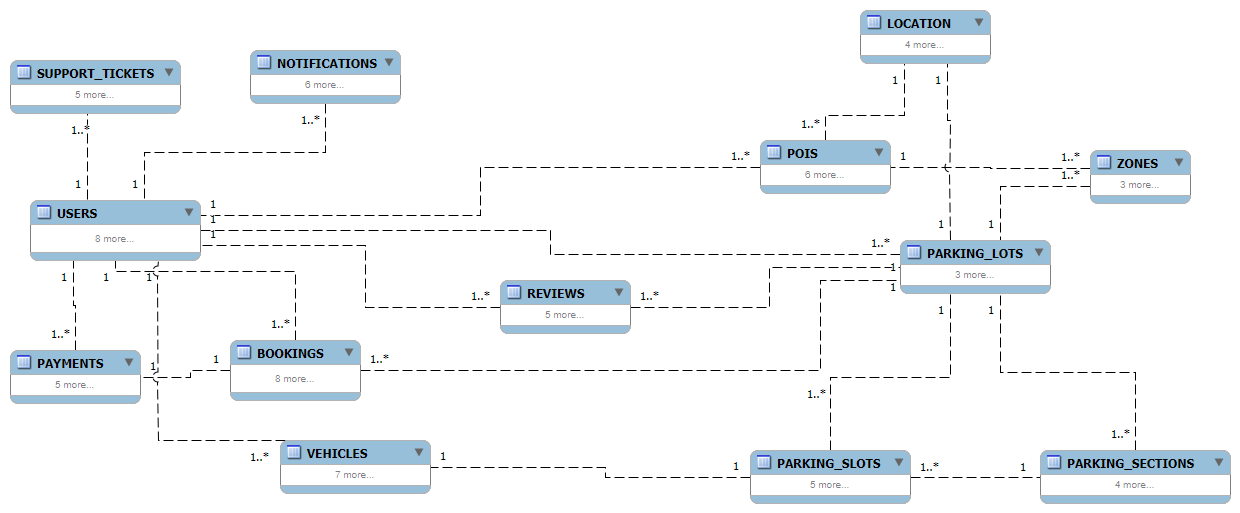 LOCATION
4 more...
SUPPORT_TICKETS
5 more...
NOTIFICATIONS
6 more...
1
1
1..*
1..*
1..*
POIS
6 more...
1..*
1
1..*
1..*
ZONES
3 more...
1
1
USERS
8 more...
1
1
1
1..*
1
1
PARKING_LOTS
3 more...
1
1
1
1
1
1
REVIEWS
5 more...
1..*
1..*
1
1
1..*
1..*
PAYMENTS
5 more...
1
1
BOOKINGS
8 more...
1..*
1..*
1..*
1..*
VEHICLES
7 more...
1
1
PARKING_SLOTS
5 more...
1..*
1
PARKING_SECTIONS
4 more...